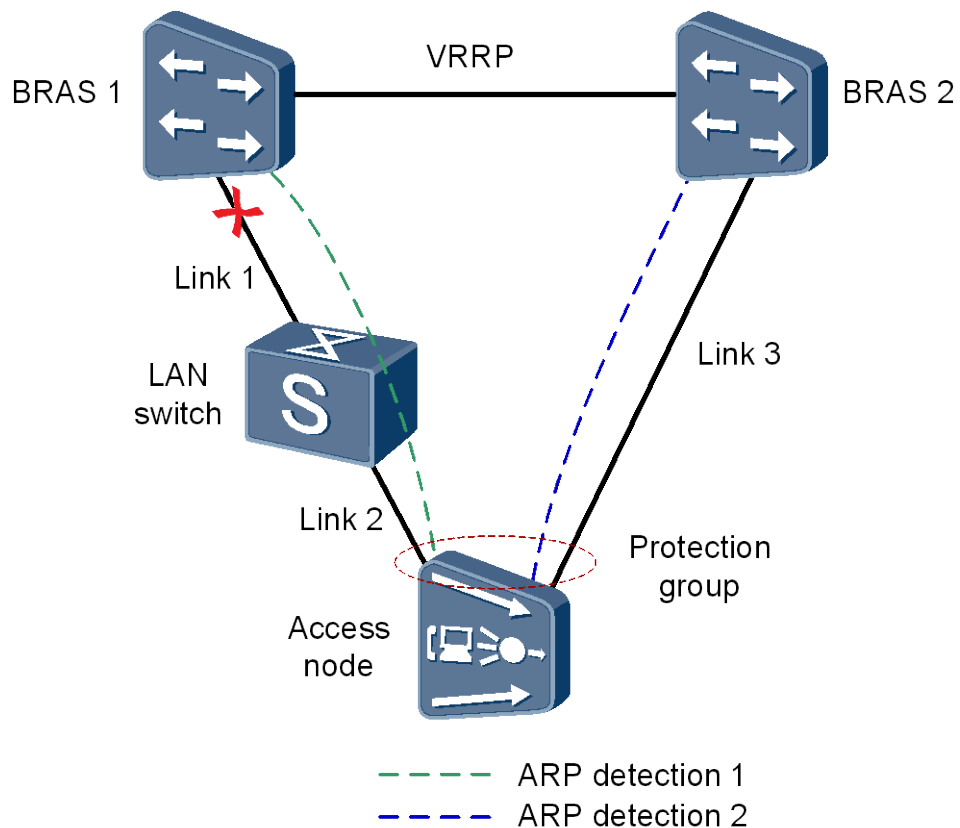 VRRP
BRAS 1
BRAS 2
Link 1
Link 3
LAN
switch
S
Link 2
Protection
group
Access
node
ARP detection 1
ARP detection 2